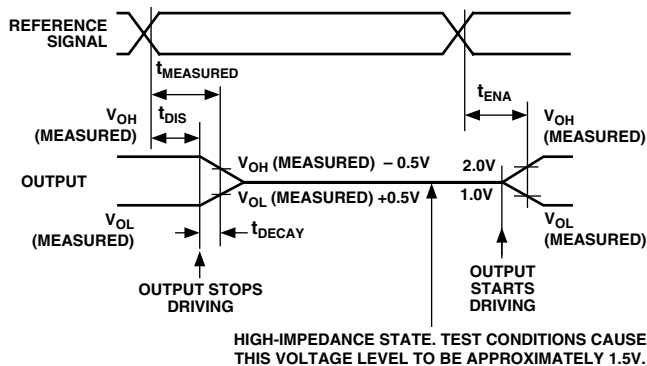 REFERENCE
SIGNAL
tMEASURED
tENA
VOH
(MEASURED)
tDIS
VOH
(MEASURED)
VOH (MEASURED) – 0.5V
2.0V
OUTPUT
VOL (MEASURED) +0.5V
1.0V
VOL
(MEASURED)
tDECAY
VOL
(MEASURED)
OUTPUT STOPS
DRIVING
OUTPUT
STARTS
DRIVING
HIGH-IMPEDANCE STATE. TEST CONDITIONS CAUSE
THIS VOLTAGE LEVEL TO BE APPROXIMATELY 1.5V.